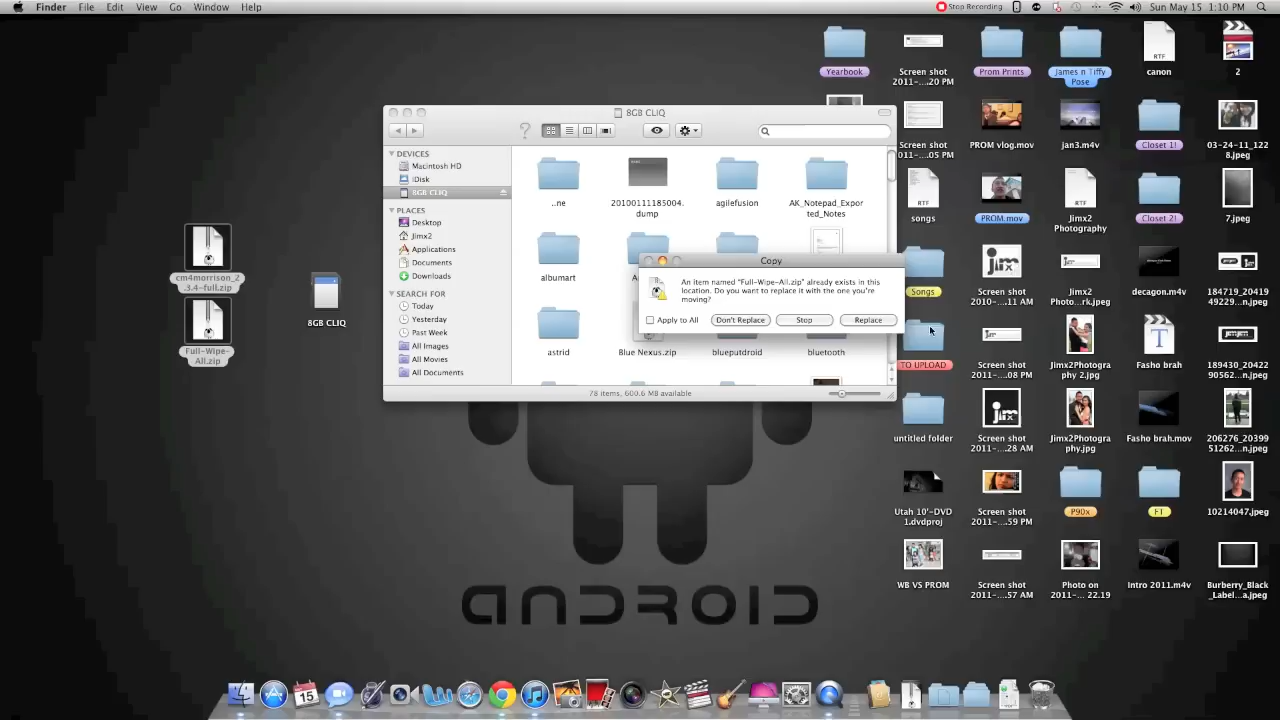 Finder File Edit View Go Window Help
Stop Recording
Sun May 15 1:10 PM
8GB CLIQ
DEVICES
Macintosh HD
iDisk
8GB CLIQ
PLACES
Desktop
Jimx2
Applications
Documents
Downloads
SEARCH FOR
Today
Yesterday
Past Week
All Images
All Movies
All Documents
..ne
20100111185004.
dump
agilefusion
AK_Notepad_Expor
ted_Notes
albumart
astrid
Blue Nexus.zip
blueputdroid
bluetooth
78 items, 600.6 MB available
Copy
An item named "Full-Wipe-All.zip" already exists in this
location. Do you want to replace it with the one you're
moving?
Apply to All
Don't Replace
Stop
Replace
cm4morrison_2
.3.4-full.zip
Full-Wipe-
All.zip
8GB CLIQ
Yearbook
Screen shot
2011-....20 PM
Prom Prints
James n Tiffy
Pose
canon
2
Screen shot
2011-...05 PM
PROM vlog.mov
jan3.m4v
Closet 1!
03-24-11_122
8.jpeg
songs
PROM.mov
Jimx2
Photography
Closet 2!
7.jpeg
Songs
Screen shot
2010-...11 AM
Jimx2
Photo...rk.jpeg
decagon.m4v
184719_20419
49229...n.jpeg
TO UPLOAD
Screen shot
2011-...08 PM
Jimx2Photogra
phy 2.jpg
Fasho brah
189430_20422
90562...n.jpeg
untitled folder
Screen shot
2011-...28 AM
Jimx2Photogra
phy.jpg
Fasho brah.mov
206276_20399
51262...n.jpeg
Utah 10'-DVD
1.dvdproj
Screen shot
2011-...59 PM
P90x
FT
10214047.jpeg
WB VS PROM
Screen shot
2011-...57 AM
Photo on
2011-... 22.19
Intro 2011.m4v
Burberry_Black
_Label...a.jpeg
jimx
ANDROID
15